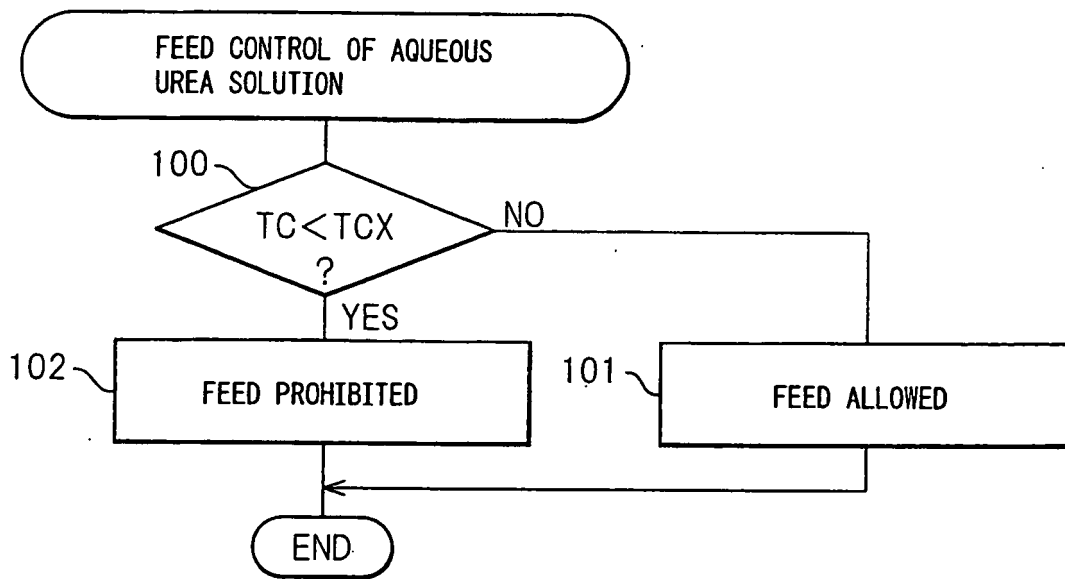 FEED CONTROL OF AQUEOUS
UREA SOLUTION
100
TC<TCX
?
NO
YES
102
FEED PROHIBITED
101
FEED ALLOWED
END